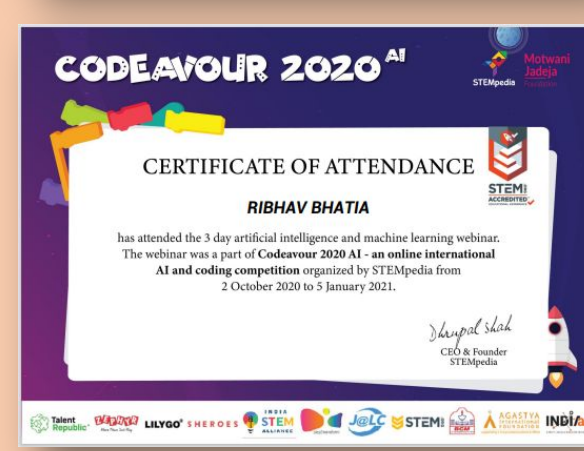 CODEAVOUR 2020 AI
STEMpedia
Motwani
Jadeja
Foundation
STEM
ACCREDITED
CERTIFICATE OF ATTENDANCE
RIBHAV BHATIA
has attended the 3 day artificial intelligence and machine learning webinar.
The webinar was a part of Codeavour 2020 AI - an online international
AI and coding competition organized by STEMpedia from
2 October 2020 to 5 January 2021.
Dhrupal Shah
CEO & Founder
STEMpedia
Talent
Republic
ZEPHYR
LILYGO
SHEROES
INDIA
STEM
ALLIANCE
J@LC
STEM
AGASTYA
INTERNATIONAL
FOUNDATION
INDIA